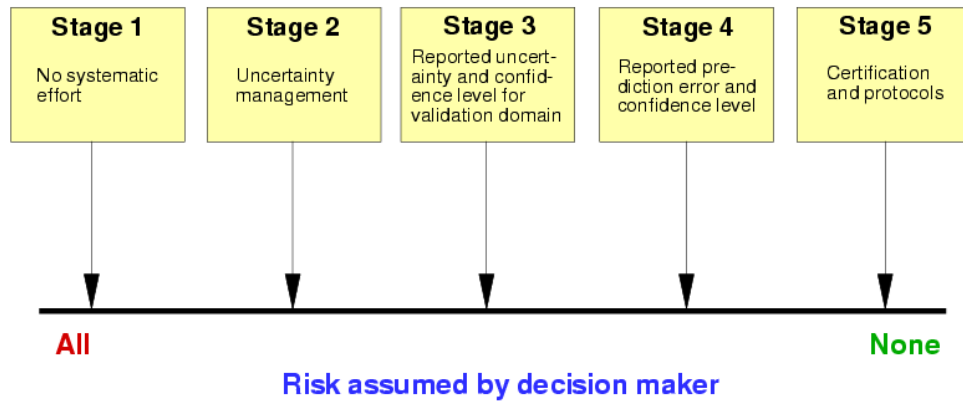 Stage 1
No systematic
effort
Stage 2
Uncertainty
management
Stage 3
Reported uncert-
ainty and confid-
ence level for
validation domain
Stage 4
Reported pre-
diction error and
confidence level
Stage 5
Certification
and protocols
All
None
Risk assumed by decision maker